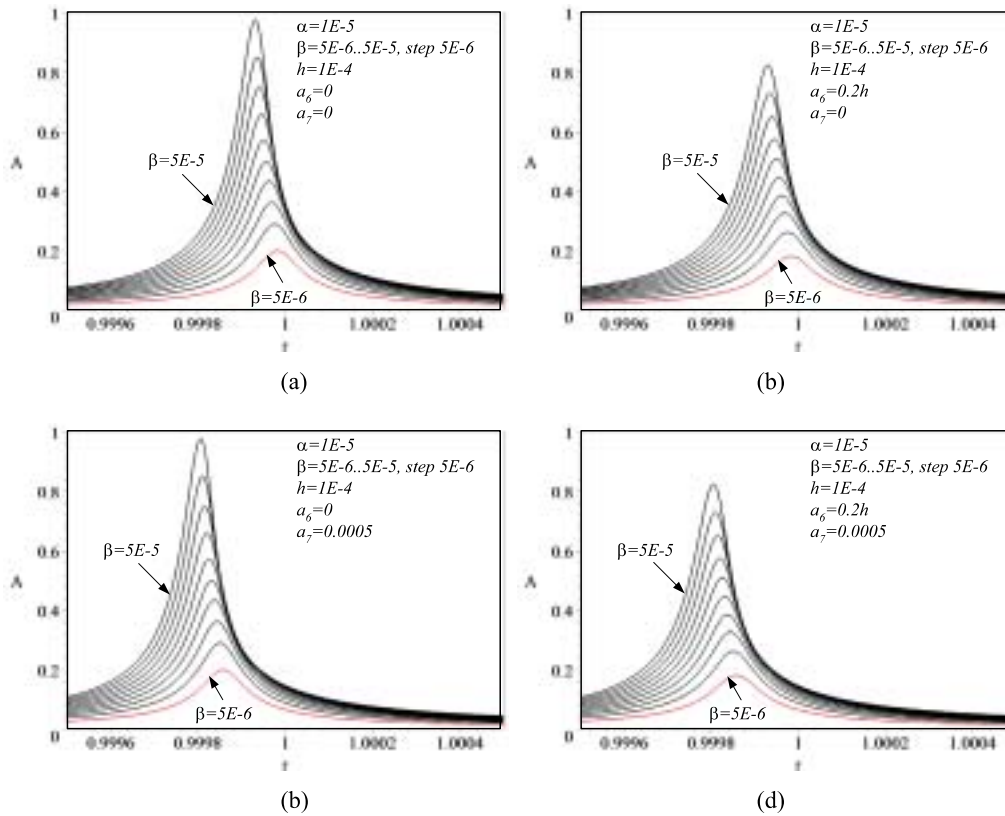 1
α=1E-5
β=5E-6..5E-5, step 5E-6
h=1E-4
a6=0
a7=0
0.8
0.6
β=5E-5
A
0.4
0.2
β=5E-6
0
0.9996 0.9998 1 1.0002 1.0004
r
(a)
1
α=1E-5
β=5E-6..5E-5, step 5E-6
h=1E-4
a6=0.2h
a7=0
0.8
0.6
β=5E-5
A
0.4
0.2
β=5E-6
0
0.9996 0.9998 1 1.0002 1.0004
r
(b)
1
α=1E-5
β=5E-6..5E-5, step 5E-6
h=1E-4
a6=0
a7=0.0005
0.8
0.6
β=5E-5
A
0.4
0.2
β=5E-6
0
0.9996 0.9998 1 1.0002 1.0004
r
(b)
1
α=1E-5
β=5E-6..5E-5, step 5E-6
h=1E-4
a6=0.2h
a7=0.0005
0.8
0.6
β=5E-5
A
0.4
0.2
β=5E-6
0
0.9996 0.9998 1 1.0002 1.0004
r
(d)